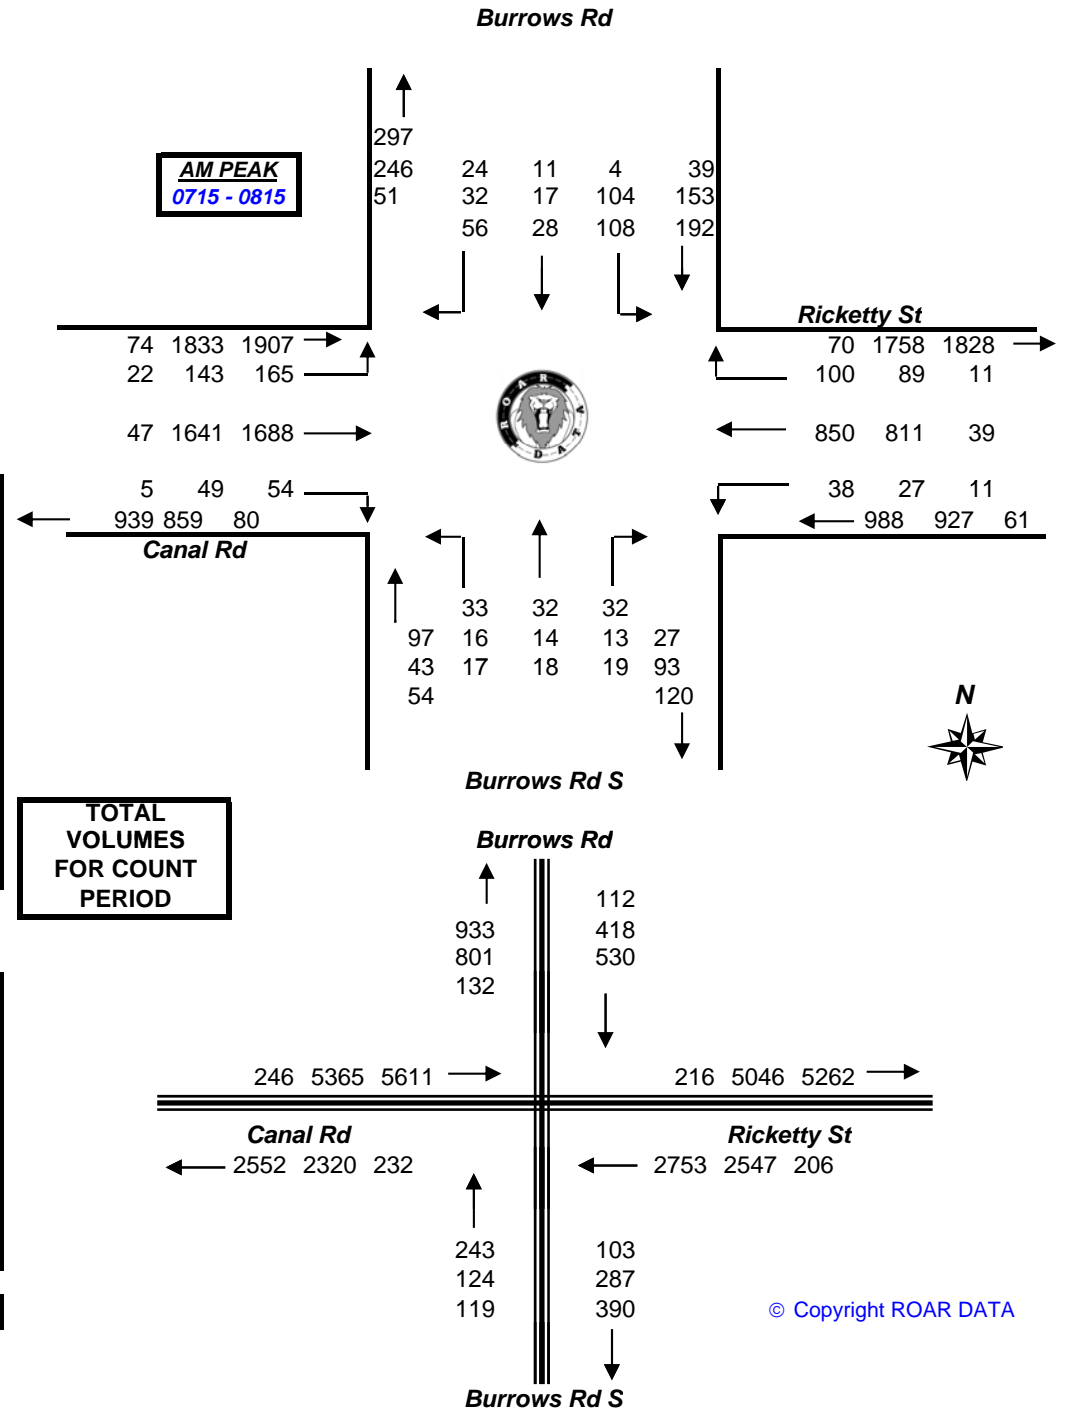 Burrows Rd
297
AM PEAK
0715 - 0815
246 24 11 4 39
51 32 17 104 153
56 28 108 192
Ricketty St
74 1833 1907
70 1758 1828
22 143 165
100 89 11
ROAR DATA
47 1641 1688
850 811 39
5 49 54
38 27 11
939 859 80
988 927 61
Canal Rd
33 32 32
97 16 14 13 27
43 17 18 19 93
54 120
N
Burrows Rd S
TOTAL
VOLUMES
FOR COUNT
PERIOD
Burrows Rd
112
933 418
801 530
132
246 5365 5611
216 5046 5262
Canal Rd
Ricketty St
2552 2320 232
2753 2547 206
243 103
124 287
119 390
© Copyright ROAR DATA
Burrows Rd S